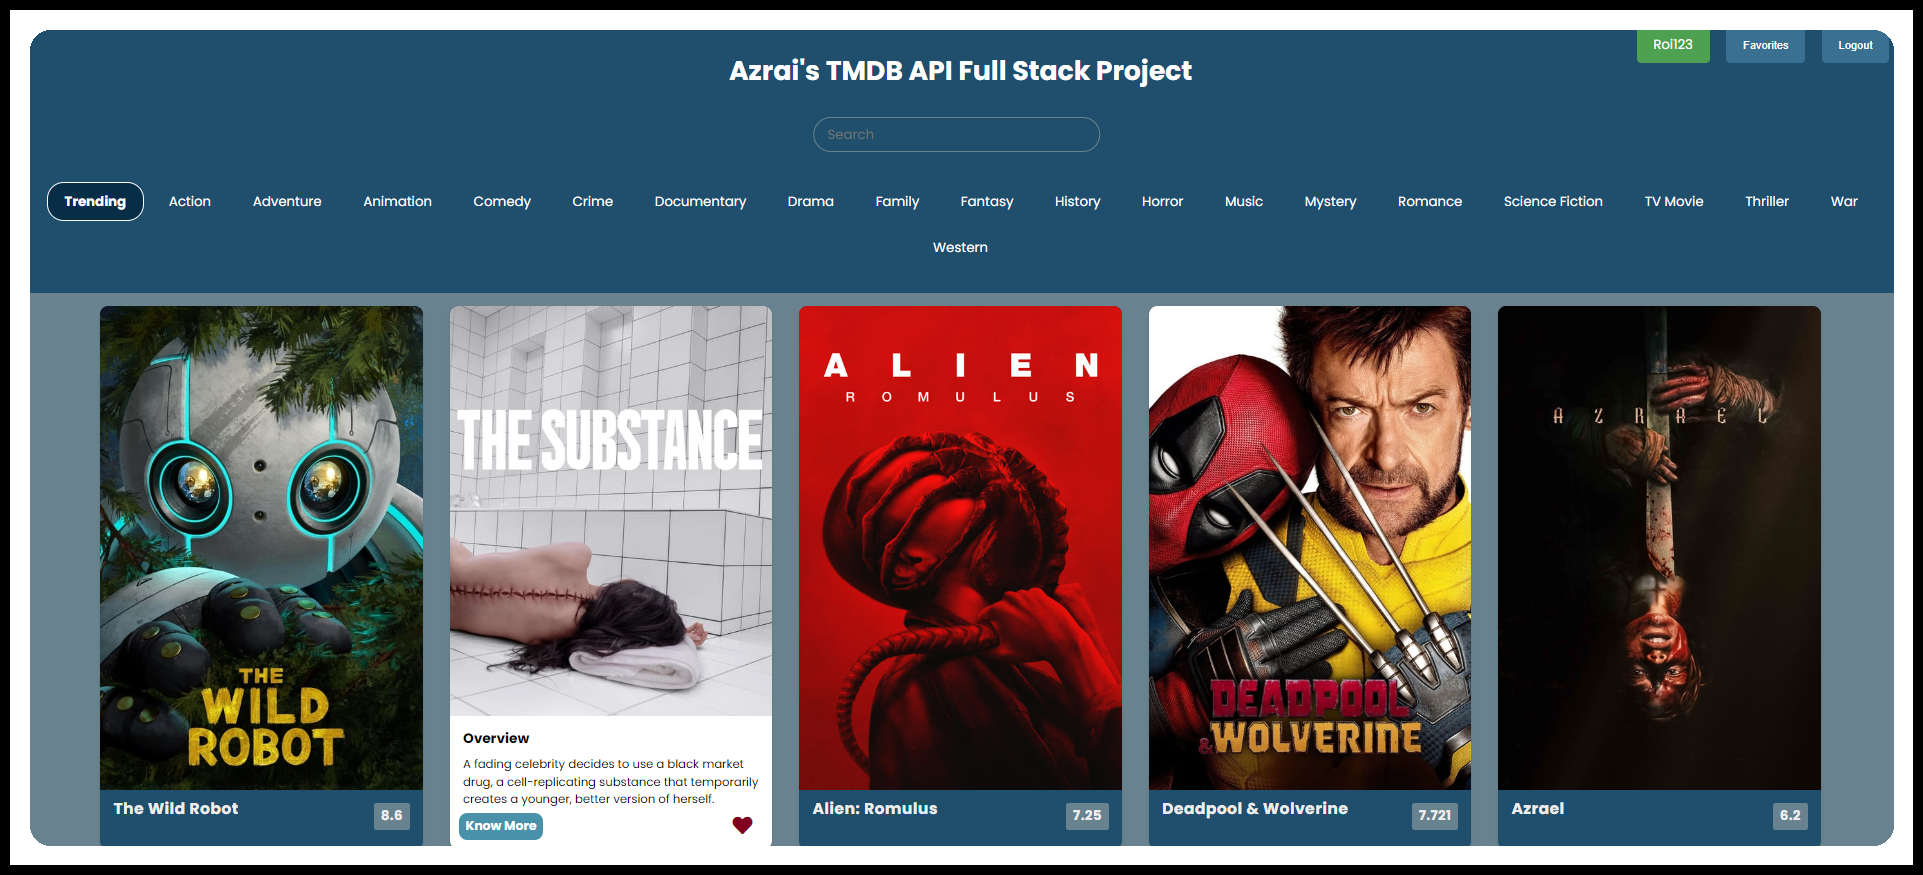 Roi123 Favorites Logout
Azrai's TMDB API Full Stack Project
Search
Trending Action Adventure Animation Comedy Crime Documentary Drama Family Fantasy History Horror Music Mystery Romance Science Fiction TV Movie Thriller War
Western
THE
WILD
ROBOT
The Wild Robot 8.6
THE SUBSTANCE
Overview
A fading celebrity decides to use a black market
drug, a cell-replicating substance that temporarily
creates a younger, better version of herself.
Know More
ALIEN
ROMULUS
Alien: Romulus 7.25
DEADPOOL
&WOLVERINE
Deadpool & Wolverine 7.721
AZRAEL
Azrael 6.2